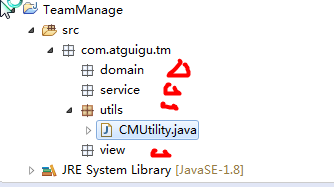 TeamManage
src
com.atguigu.tm
domain
service
utils
CMUtility.java
view
JRE System Library [JavaSE-1.8]